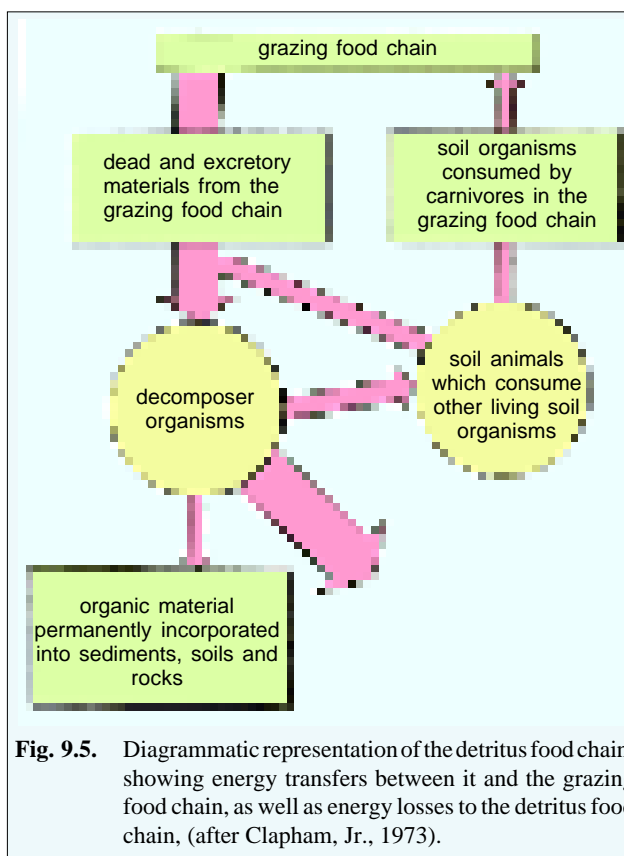 grazing food chain
dead and excretory
materials from the
grazing food chain
soil organisms
consumed by
carnivores in the
grazing food chain
decomposer
organisms
soil animals
which consume
other living soil
organisms
organic material
permanently incorporated
into sediments, soils and
rocks
Fig. 9.5. Diagrammatic representation of the detritus food chain
showing energy transfers between it and the grazing
food chain, as well as energy losses to the detritus food
chain, (after Clapham, Jr., 1973).